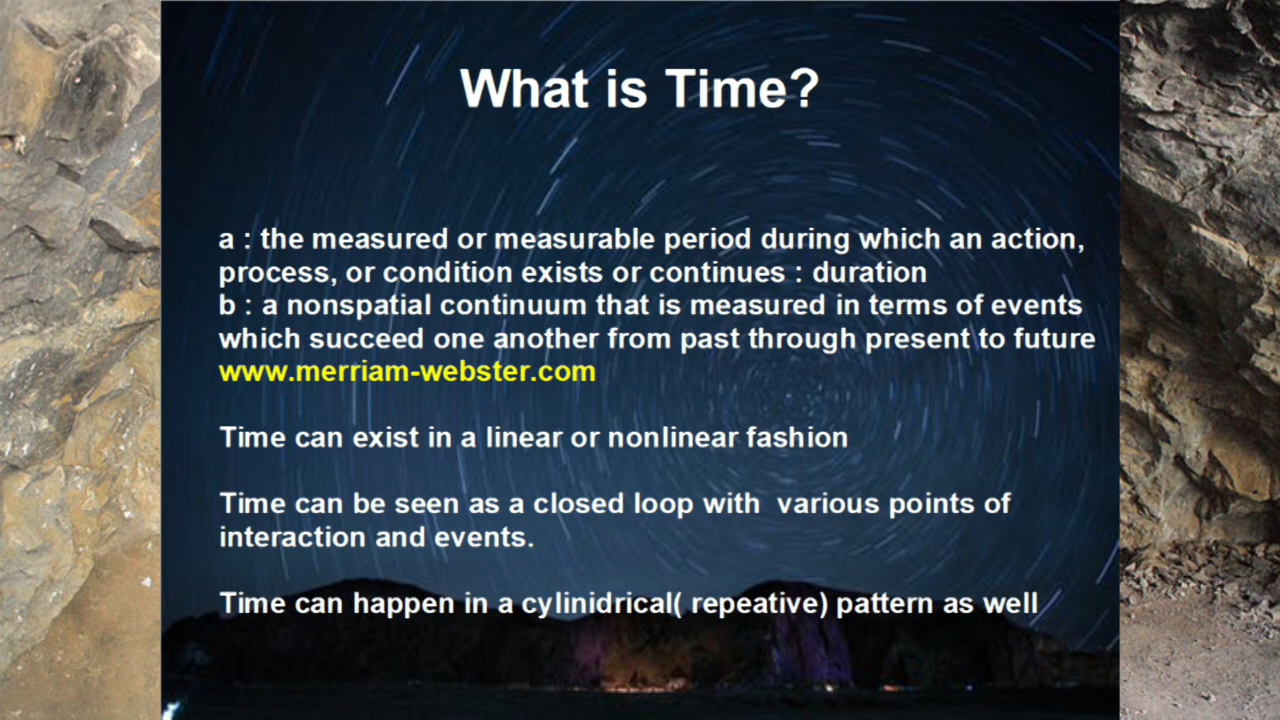 What is Time?
a : the measured or measurable period during which an action,
process, or condition exists or continues : duration
b : a nonspatial continuum that is measured in terms of events
which succeed one another from past through present to future
www.merriam-webster.com
Time can exist in a linear or nonlinear fashion
Time can be seen as a closed loop with  various points of
interaction and events.
Time can happen in a cylinidrical( repeative) pattern as well